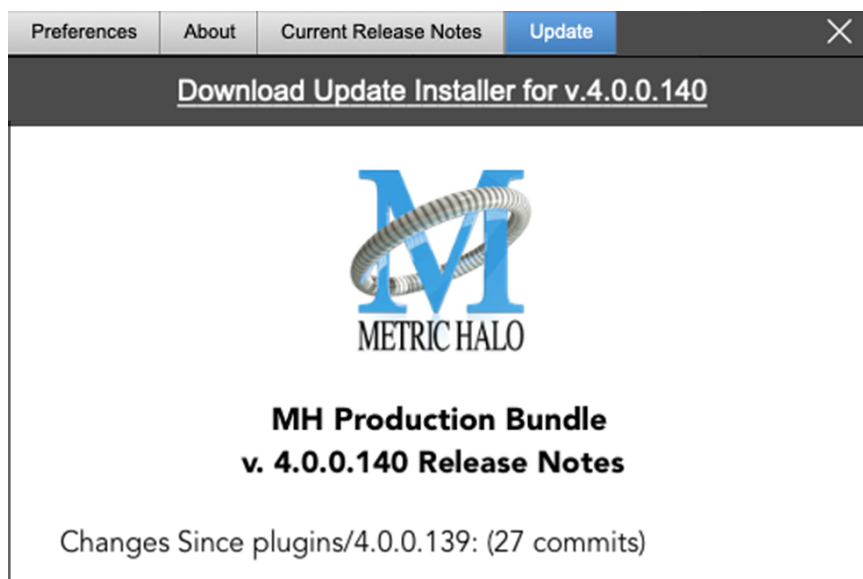 Preferences About Current Release Notes Update
Download Update Installer for v.4.0.0.140
M
METRIC HALO
MH Production Bundle
v. 4.0.0.140 Release Notes
Changes Since plugins/4.0.0.139: (27 commits)